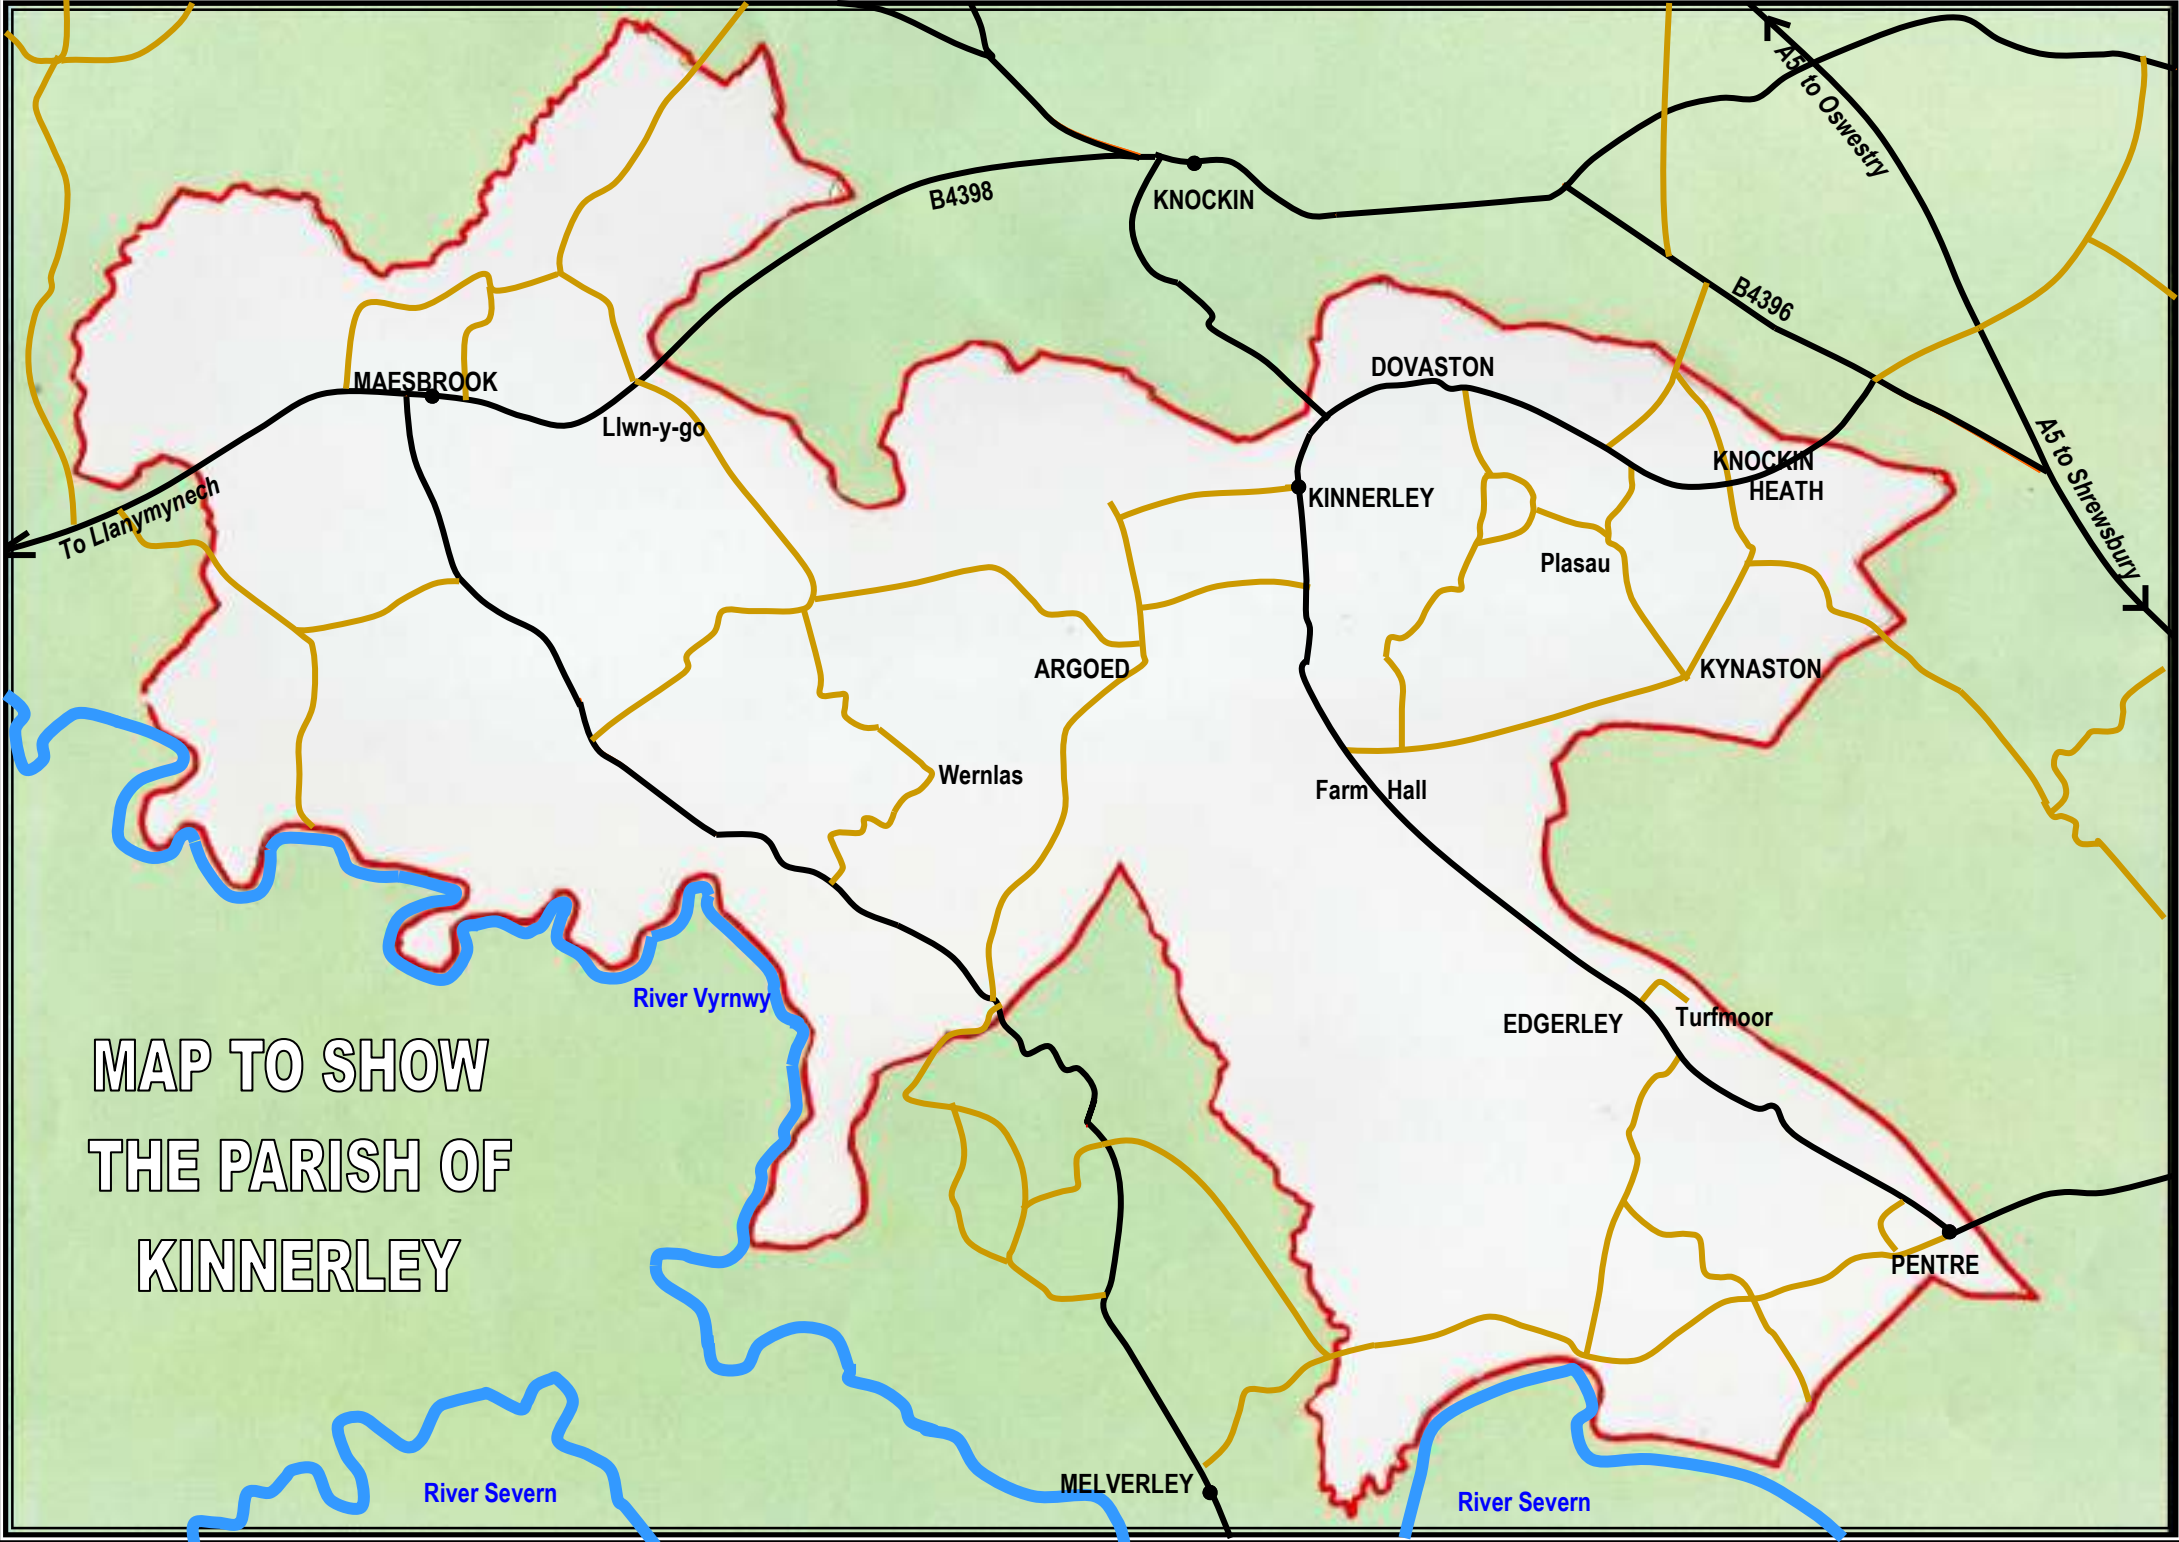 A5 to Oswestry
B4398
KNOCKIN
B4396
DOVASTON
MAESBROOK
Llwn-y-go
KNOCKIN
HEATH
A5 to Shrewsbury
KINNERLEY
To Llanymynech
Plasau
ARGOED
KYNASTON
Wernlas
Farm Hall
River Vyrnwy
EDGERLEY
Turfmoor
MAP TO SHOW
THE PARISH OF
KINNERLEY
PENTRE
MELVERLEY
River Severn
River Severn